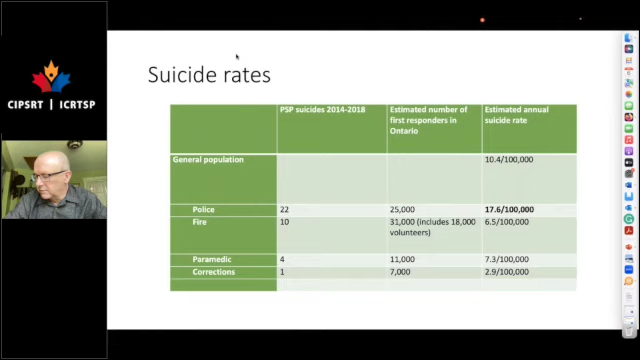 CIPSRT | ICRTSP
Suicide rates
PSP suicides 2014-2018
Estimated number of
first responders in
Ontario
Estimated annual
suicide rate
General population
10.4/100,000
Police
22
25,000
17.6/100,000
Fire
10
31,000 (includes 18,000
volunteers)
6.5/100,000
Paramedic
4
11,000
7.3/100,000
Corrections
1
7,000
2.9/100,000